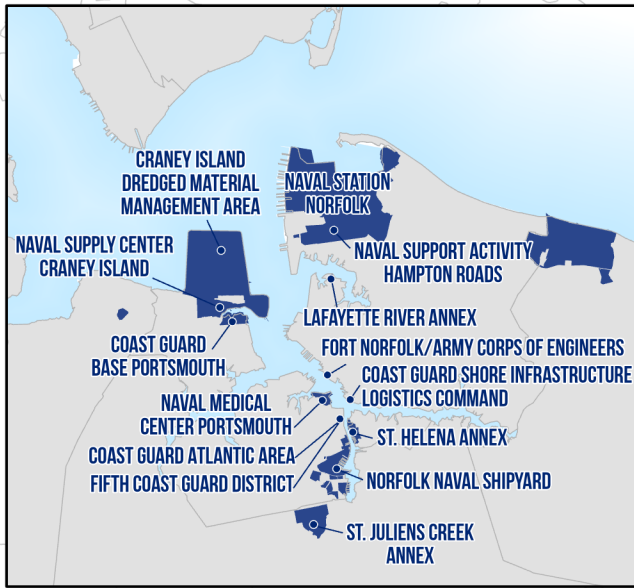 CRANEY ISLAND
DREDGED MATERIAL
MANAGEMENT AREA
NAVAL STATION
NORFOLK
NAVAL SUPPLY CENTER
CRANEY ISLAND
NAVAL SUPPORT ACTIVITY
HAMPTON ROADS
LAFAYETTE RIVER ANNEX
COAST GUARD
BASE PORTSMOUTH
FORT NORFOLK/ARMY CORPS OF ENGINEERS
COAST GUARD SHORE INFRASTRUCTURE
LOGISTICS COMMAND
NAVAL MEDICAL
CENTER PORTSMOUTH
ST. HELENA ANNEX
COAST GUARD ATLANTIC AREA
FIFTH COAST GUARD DISTRICT
NORFOLK NAVAL SHIPYARD
ST. JULIENS CREEK
ANNEX